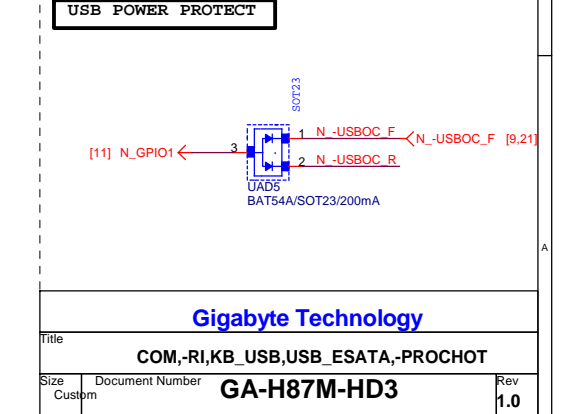 USB POWER PROTECT
SOT23
1 N_-USBOC_F
N_-USBOC_F [9,21]
[11] N_GPIO1
3
2 N_-USBOC_R
UAD5
BAT54A/SOT23/200mA
A
Gigabyte Technology
Title
COM,-RI,KB_USB,USB_ESATA,-PROCHOT
Size Document Number Rev
Custom GA-H87M-HD3 1.0